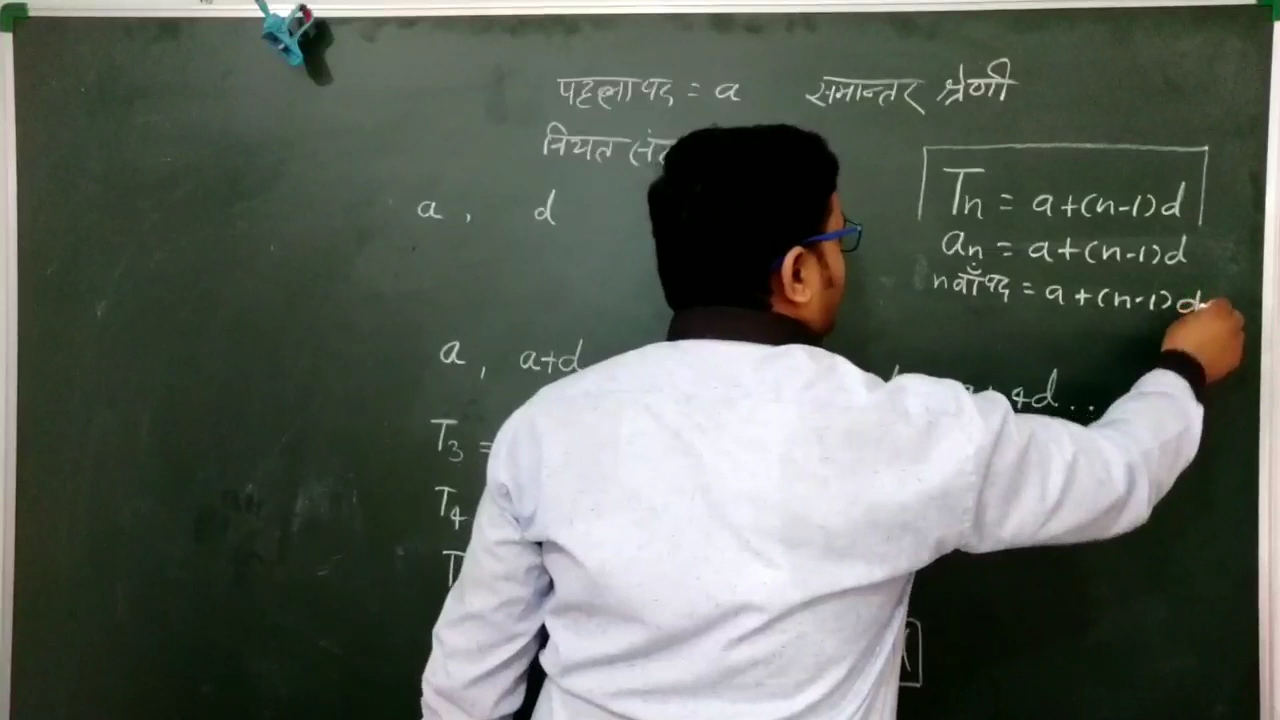 पहला पद = a समान्तर श्रेणी
नियत
Tn = a+(n-1)d
a, d
an = a+(n-1)d
nवाँ पद = a+(n-1)d
a, a+d 4d...
T3 =
T4